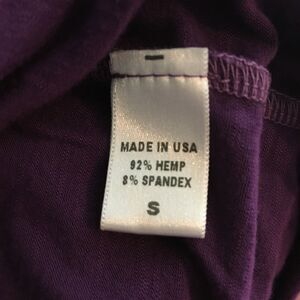 MADE IN USA
92% HEMP
8% SPANDEX
S